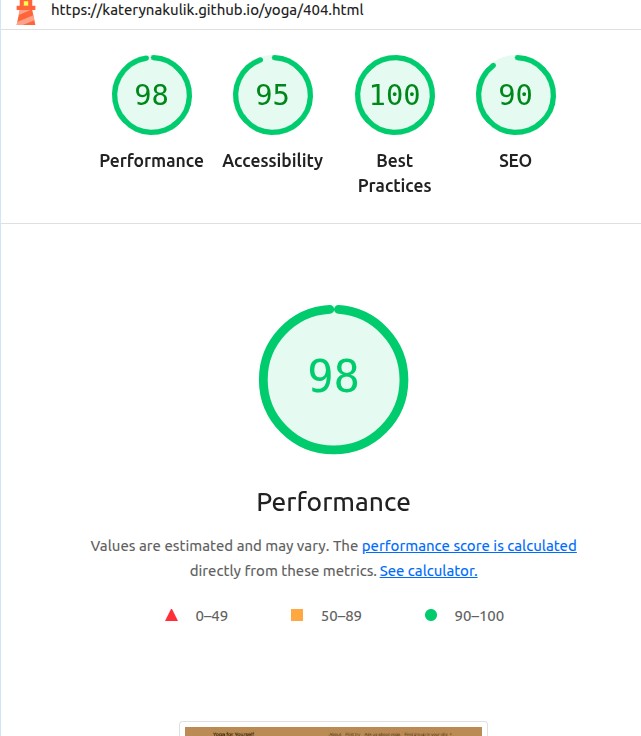 https://katerynakulik.github.io/yoga/404.html
98 95 100 90
Performance Accessibility Best Practices SEO
98
Performance
Values are estimated and may vary. The performance score is calculated
directly from these metrics. See calculator.
0–49 50–89 90–100
Yoga for You nest!